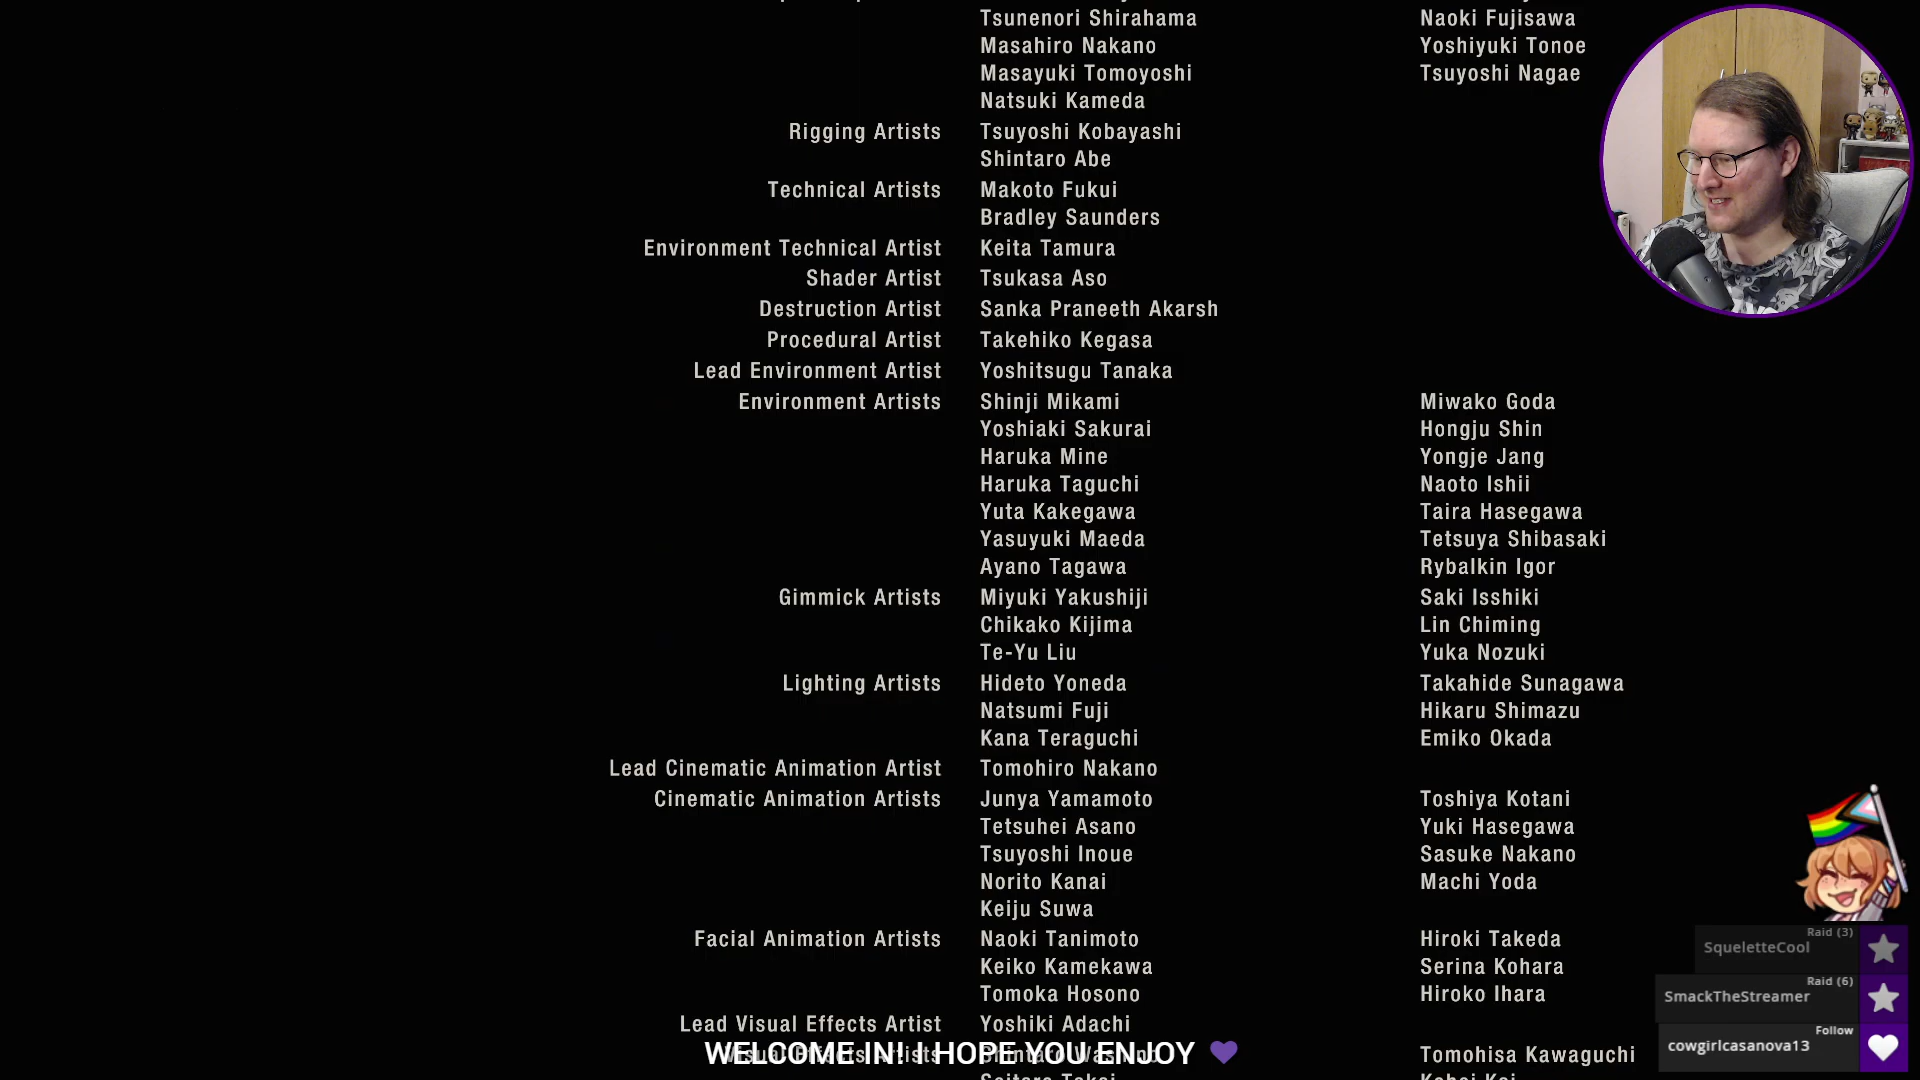 Tsunenori Shirahama Naoki Fujisawa
Masahiro Nakano Yoshiyuki Tonoe
Masayuki Tomoyoshi Tsuyoshi Nagae
Natsuki Kameda
Rigging Artists Tsuyoshi Kobayashi
Shintaro Abe
Technical Artists Makoto Fukui
Bradley Saunders
Environment Technical Artist Keita Tamura
Shader Artist Tsukasa Aso
Destruction Artist Sanka Praneeth Akarsh
Procedural Artist Takehiko Kegasa
Lead Environment Artist Yoshitsugu Tanaka
Environment Artists Shinji Mikami Miwako Goda
Yoshiaki Sakurai Hongju Shin
Haruka Mine Yongje Jang
Haruka Taguchi Naoto Ishii
Yuta Kakegawa Taira Hasegawa
Yasuyuki Maeda Tetsuya Shibasaki
Ayano Tagawa Rybalkin Igor
Gimmick Artists Miyuki Yakushiji Saki Isshiki
Chikako Kijima Lin Chiming
Te-Yu Liu Yuka Nozuki
Lighting Artists Hideto Yoneda Takahide Sunagawa
Natsumi Fuji Hikaru Shimazu
Kana Teraguchi Emiko Okada
Lead Cinematic Animation Artist Tomohiro Nakano
Cinematic Animation Artists Junya Yamamoto Toshiya Kotani
Tetsuhei Asano Yuki Hasegawa
Tsuyoshi Inoue Sasuke Nakano
Norito Kanai Machi Yoda
Keiju Suwa
Facial Animation Artists Naoki Tanimoto Hiroki Takeda
Keiko Kamekawa Serina Kohara
Tomoka Hosono Hiroko Ihara
Lead Visual Effects Artist Yoshiki Adachi
Visual Effects Artists Tomohisa Kawaguchi
WELCOME IN! I HOPE YOU ENJOY
Raid (3)
SqueletteCool
Raid (6)
SmackTheStreamer
Follow
cowgirlcasanova13